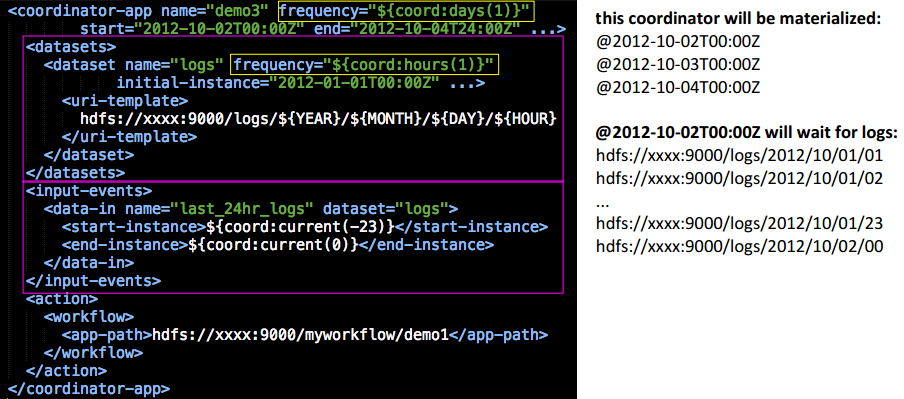 <coordinator-app name="demo3" frequency="${coord:days(1)}"
start="2012-10-02T00:00Z" end="2012-10-04T24:00Z" ...>
<datasets>
<dataset name="logs" frequency="${coord:hours(1)}"
initial-instance="2012-01-01T00:00Z" ...>
<uri-template>
hdfs://xxxx:9000/logs/${YEAR}/${MONTH}/${DAY}/${HOUR}
</uri-template>
</dataset>
</datasets>
<input-events>
<data-in name="last_24hr_logs" dataset="logs">
<start-instance>${coord:current(-23)}</start-instance>
<end-instance>${coord:current(0)}</end-instance>
</data-in>
</input-events>
<action>
<workflow>
<app-path>hdfs://xxxx:9000/myworkflow/demo1</app-path>
</workflow>
</action>
</coordinator-app>
this coordinator will be materialized:
@2012-10-02T00:00Z
@2012-10-03T00:00Z
@2012-10-04T00:00Z
@2012-10-02T00:00Z will wait for logs:
hdfs://xxxx:9000/logs/2012/10/01/01
hdfs://xxxx:9000/logs/2012/10/01/02
...
hdfs://xxxx:9000/logs/2012/10/01/23
hdfs://xxxx:9000/logs/2012/10/02/00